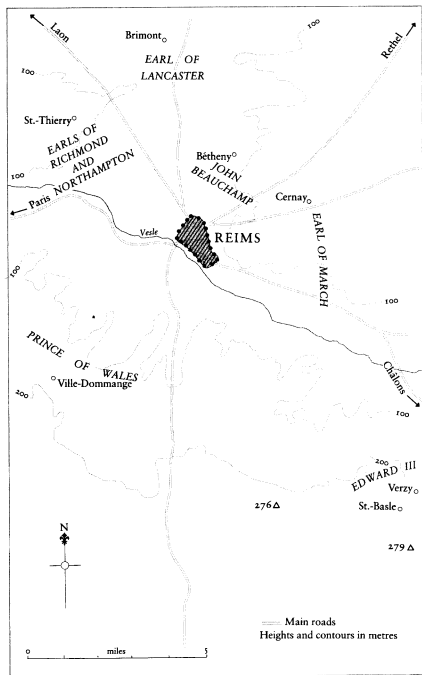 Laon
Brimont
100
Rethel
EARL OF
LANCASTER
100
St.-Thierry
EARLS OF
RICHMOND
AND
NORTHAMPTON
Bétheny
JOHN
BEAUCHAMP
100
Cernay
Paris
REIMS
Vesle
EARL OF MARCH
100
100
PRINCE OF WALES
Ville-Dommange
Châlons
200
100
200
EDWARD III
Verzy
276
St.-Basle
N
279
Main roads
Heights and contours in metres
0 miles 5